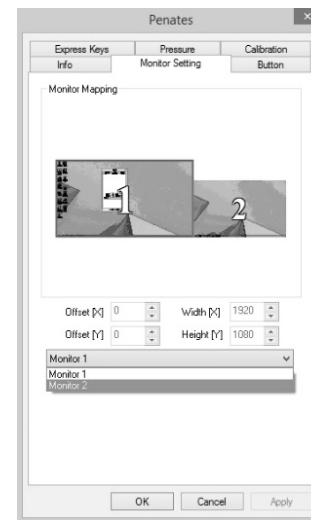 Penates
Express Keys Pressure Calibration
Info Monitor Setting Button
Monitor Mapping
1
2
Offset [X] 0 Width [X] 1920
Offset [Y] 0 Height [Y] 1080
Monitor 1
Monitor 1
Monitor 2
OK Cancel Apply